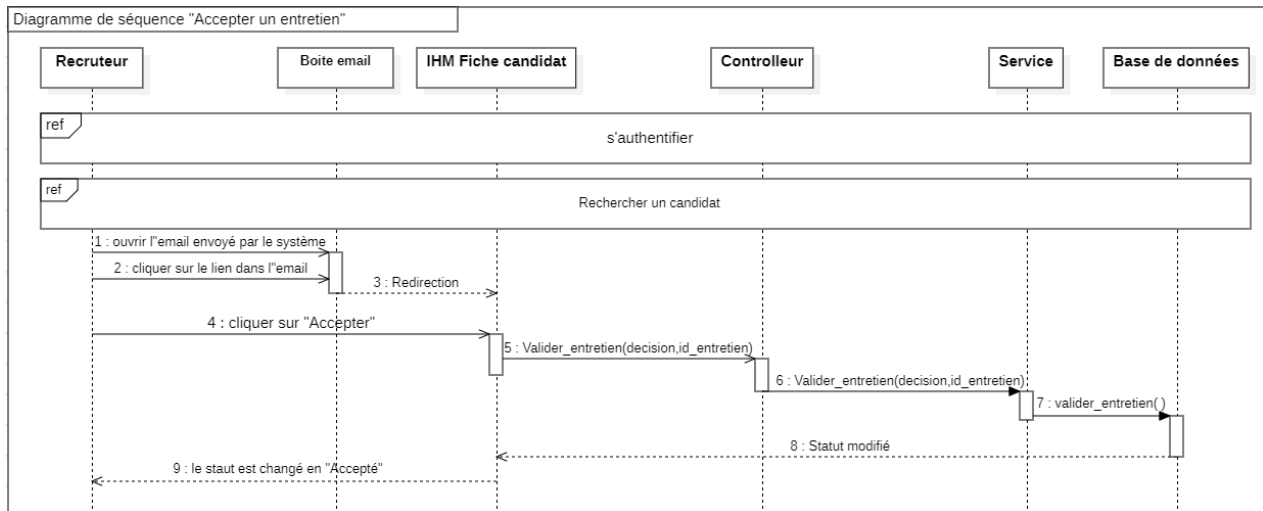 Diagramme de séquence "Accepter un entretien"
Recruteur
Boite email
IHM Fiche candidat
Controlleur
Service
Base de données
ref
s'authentifier
ref
Rechercher un candidat
1 : ouvrir l"email envoyé par le système
2 : cliquer sur le lien dans l"email
3 : Redirection
4 : cliquer sur "Accepter"
5 : Valider_entretien(decision,id_entretien)
6 : Valider_entretien(decision,id_entretien)
7 : valider_entretien( )
8 : Statut modifié
9 : le staut est changé en "Accepté"